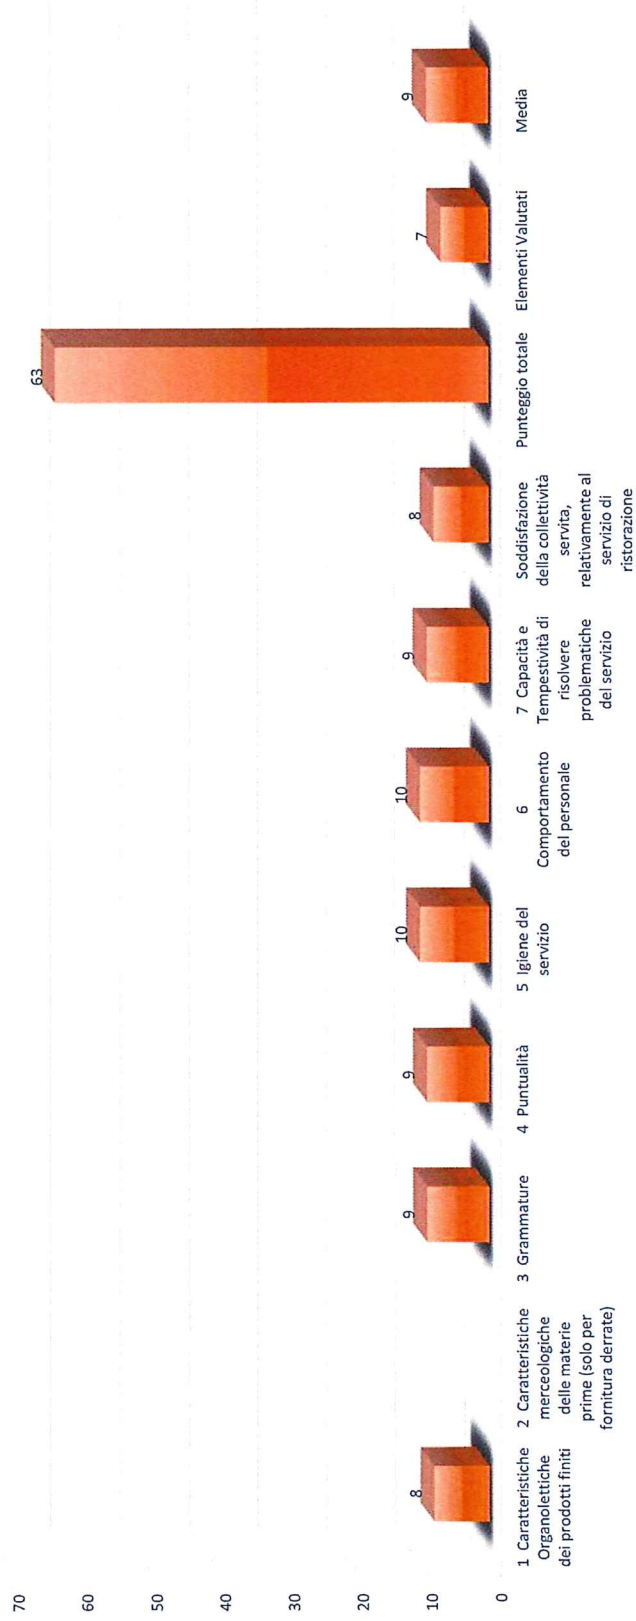 70
60
50
40
30
20
10
0
8
9
9
10
10
9
8
63
7
9
1 Caratteristiche
Organolettiche
dei prodotti finiti
2 Caratteristiche
merceologiche
delle materie
prime (solo per
fornitura derrate)
3 Grammature
4 Puntualità
5 Igiene del
servizio
6
Comportamento
del personale
7 Capacità e
Tempestività di
risolvere
problematiche
del servizio
Soddisfazione
della collettività
servita,
relativamente al
servizio di
ristorazione
Punteggio totale
Elementi Valutati
Media